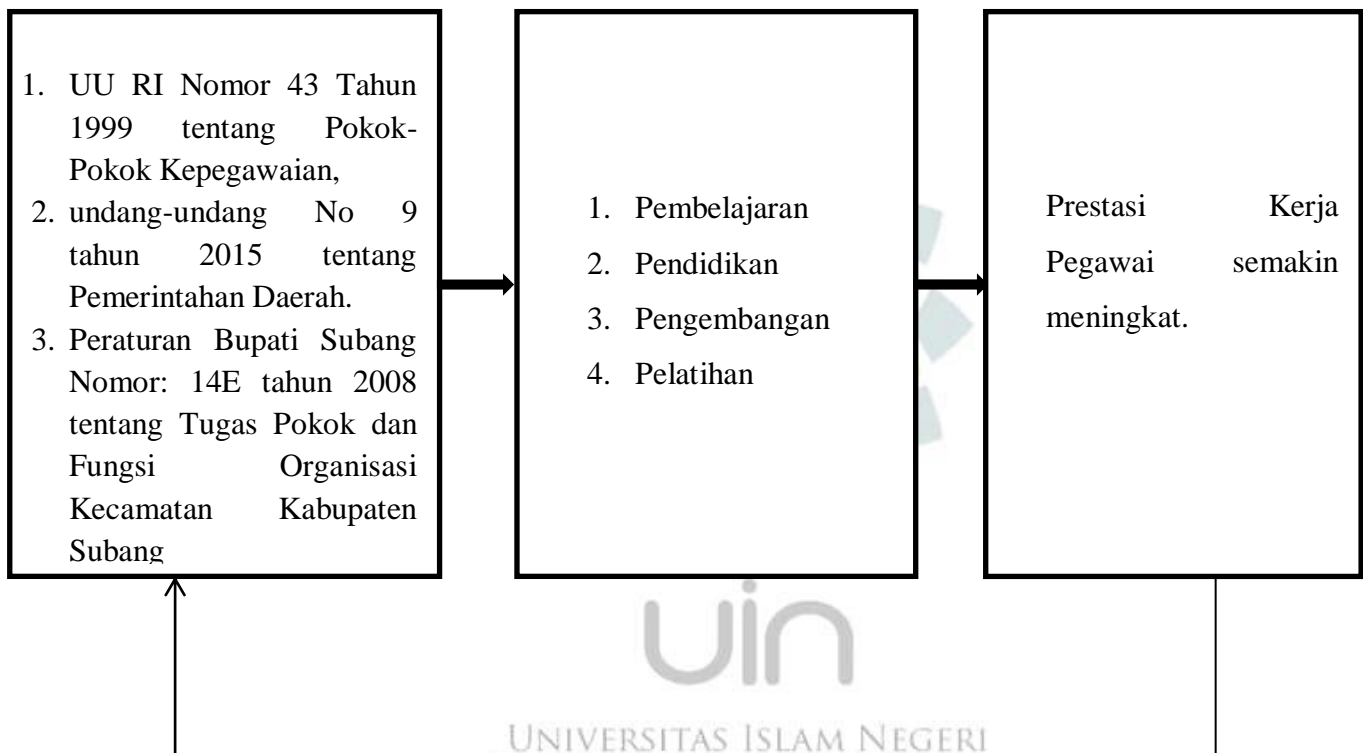 1. UU RI Nomor 43 Tahun
1999 tentang Pokok-
Pokok Kepegawaian,
2. undang-undang No 9
tahun 2015 tentang
Pemerintahan Daerah.
3. Peraturan Bupati Subang
Nomor: 14E tahun 2008
tentang Tugas Pokok dan
Fungsi Organisasi
Kecamatan Kabupaten
Subang
1. Pembelajaran
2. Pendidikan
3. Pengembangan
4. Pelatihan
Prestasi Kerja
Pegawai semakin
meningkat.
uin
UNIVERSITAS ISLAM NEGERI